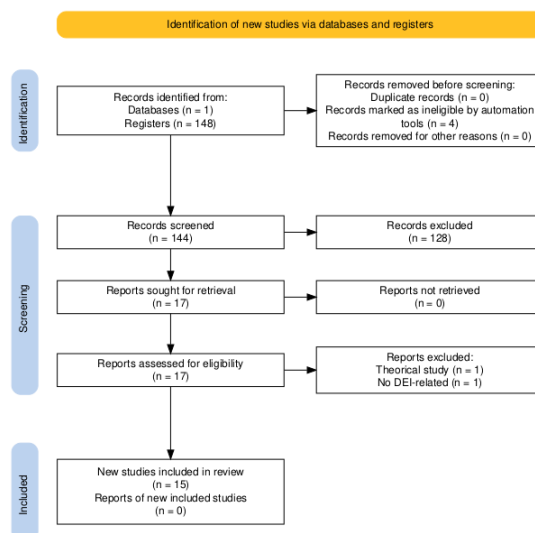 Identification of new studies via databases and registers
Identification
Records identified from:
Databases (n = 1)
Registers (n = 148)
Records removed before screening:
Duplicate records (n = 0)
Records marked as ineligible by automation
tools (n = 4)
Records removed for other reasons (n = 0)
Screening
Records screened
(n = 144)
Records excluded
(n = 128)
Reports sought for retrieval
(n = 17)
Reports not retrieved
(n = 0)
Reports assessed for eligibility
(n = 17)
Reports excluded:
Theorical study (n = 1)
No DEI-related (n = 1)
Included
New studies included in review
(n = 15)
Reports of new included studies
(n = 0)